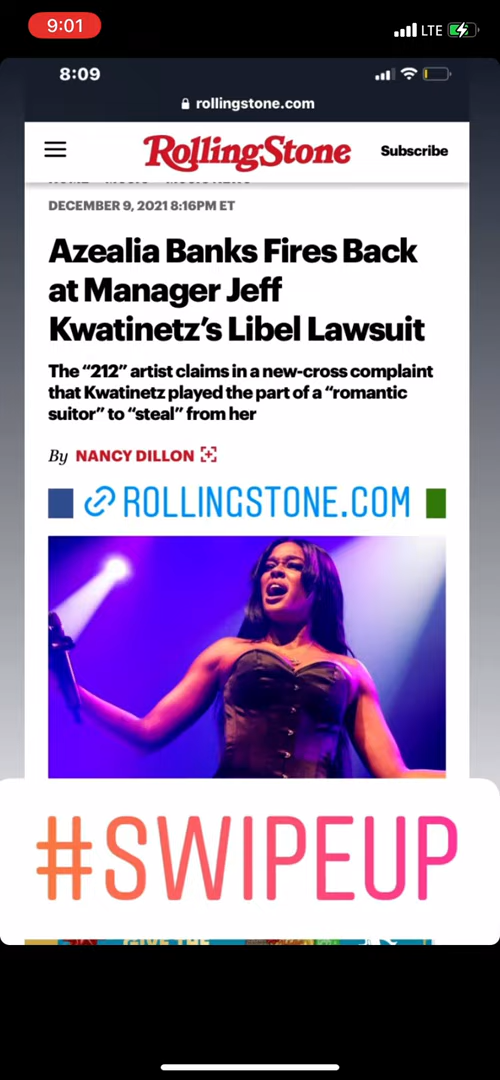 9:01
LTE
8:09
rollingstone.com
RollingStone
Subscribe
DECEMBER 9, 2021 8:16PM ET
Azealia Banks Fires Back
at Manager Jeff
Kwatinetz's Libel Lawsuit
The “212” artist claims in a new-cross complaint
that Kwatinetz played the part of a “romantic
suitor” to “steal” from her
By NANCY DILLON
ROLLINGSTONE.COM
#SWIPEUP